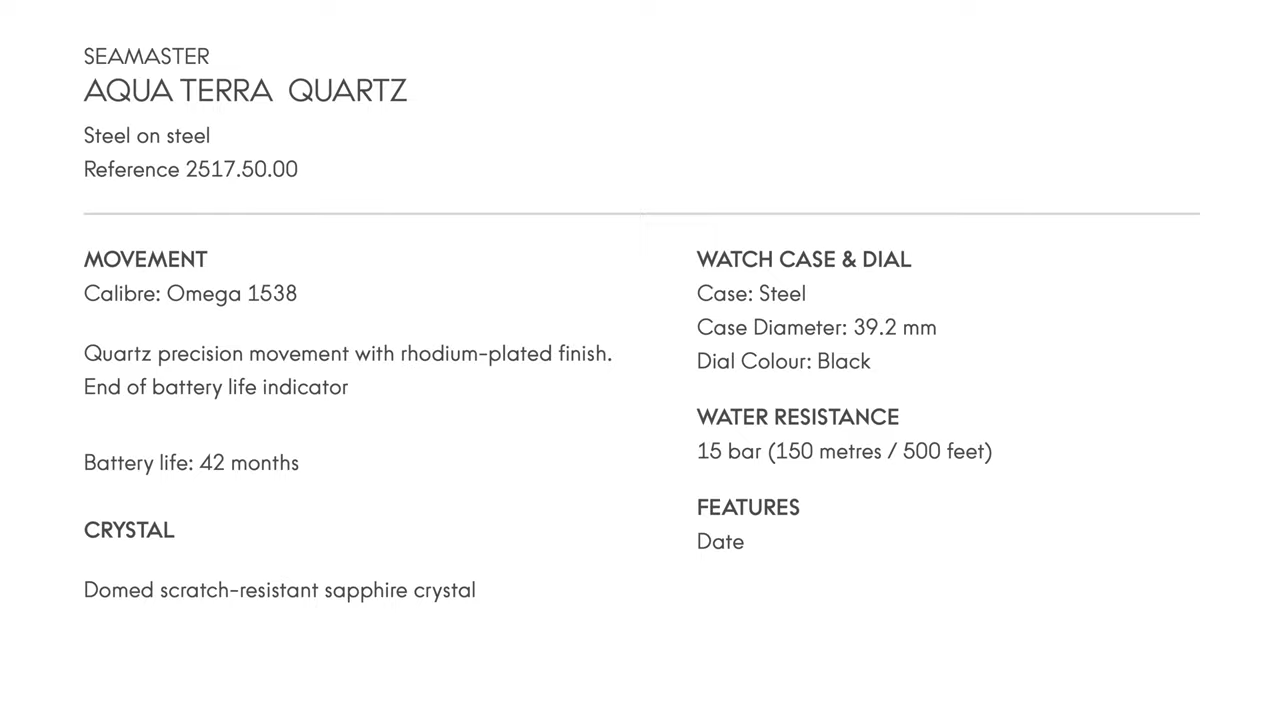 SEAMASTER
AQUA TERRA QUARTZ
Steel on steel
Reference 2517.50.00
MOVEMENT
Calibre: Omega 1538
Quartz precision movement with rhodium-plated finish.
End of battery life indicator
Battery life: 42 months
CRYSTAL
Domed scratch-resistant sapphire crystal
WATCH CASE & DIAL
Case: Steel
Case Diameter: 39.2 mm
Dial Colour: Black
WATER RESISTANCE
15 bar (150 metres / 500 feet)
FEATURES
Date